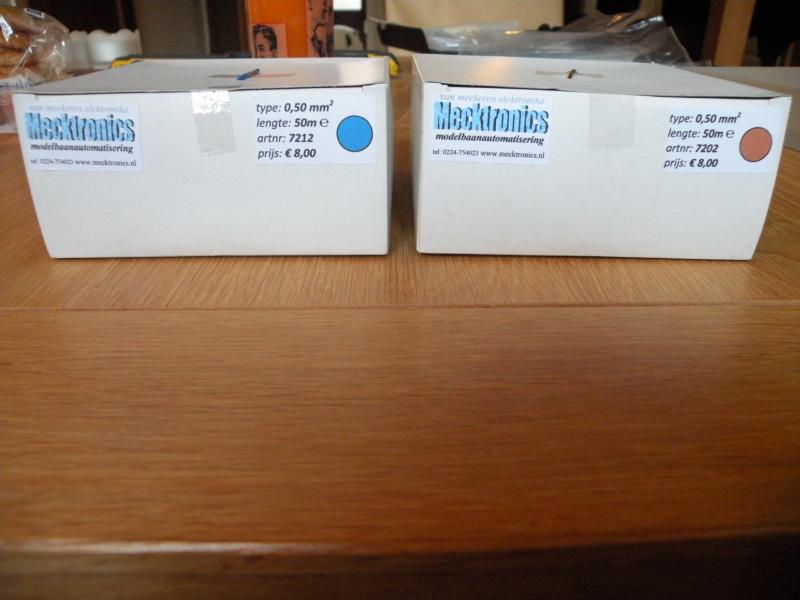 van meekeren elektronika
Mecktronics
modelbaanautomatisering
tel: 0224-754023 www.mecktronics.nl
type: 0,50 mm²
lengte: 50m ℮
artnr: 7212
prijs: € 8,00
van meekeren elektronika
Mecktronics
modelbaanautomatisering
tel: 0224-754023 www.mecktronics.nl
type: 0,50 mm²
lengte: 50m ℮
artnr: 7202
prijs: € 8,00